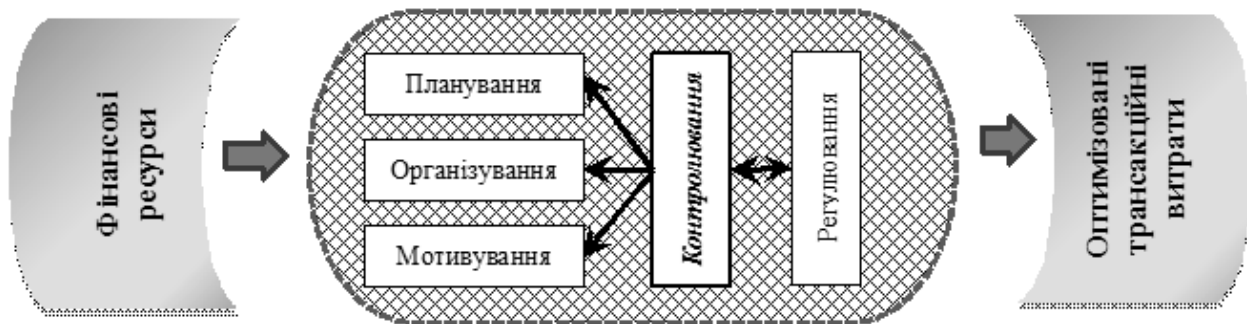 Фінансові
ресурси
Планування
Організування
Мотивування
Контролювання
Регулювання
Оптимізовані
трансакційні
витрати